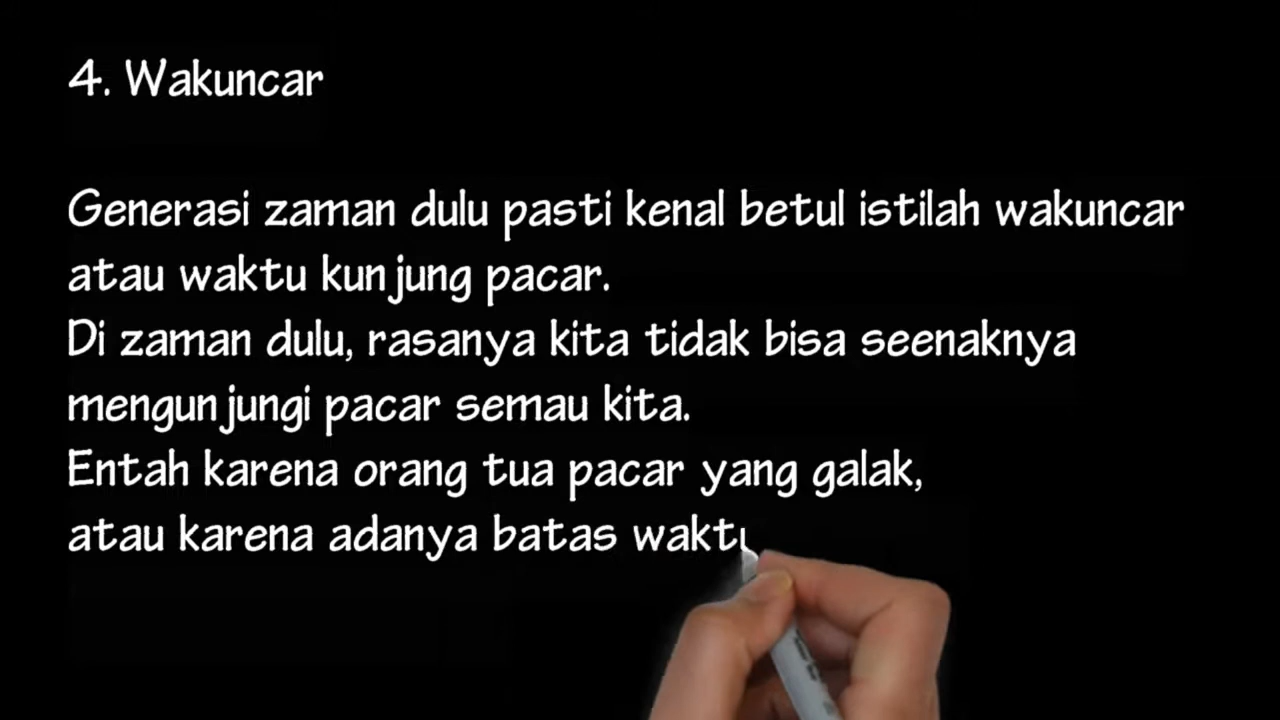 4. Wakuncar
Generasi zaman dulu pasti kenal betul istilah wakuncar
atau waktu kunjung pacar.
Di zaman dulu, rasanya kita tidak bisa seenaknya
mengunjungi pacar semau kita.
Entah karena orang tua pacar yang galak,
atau karena adanya batas waktu